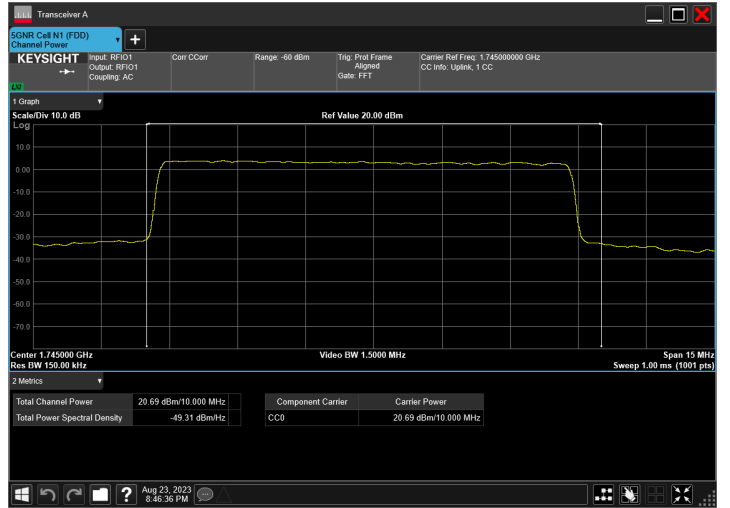 Transceiver A
5GNR Cell N1 (FDD)
Channel Power
KEYSIGHT
Input: RFIO1
Output: RFIO1
Coupling: AC
Corr CCorr
Range: -60 dBm
Trig: Prot Frame
Aligned
Gate: FFT
Carrier Ref Freq: 1.745000000 GHz
CC Info: Uplink, 1 CC
1 Graph
Scale/Div 10.0 dB
Ref Value 20.00 dBm
Log
10.0
0.00
-10.0
-20.0
-30.0
-40.0
-50.0
-60.0
-70.0
Center 1.745000 GHz
Video BW 1.5000 MHz
Span 15 MHz
Res BW 150.00 kHz
Sweep 1.00 ms (1001 pts)
2 Metrics
Total Channel Power 20.69 dBm/10.000 MHz
Total Power Spectral Density -49.31 dBm/Hz
Component Carrier Carrier Power
CC0 20.69 dBm/10.000 MHz
?
Aug 23, 2023
8:46:36 PM